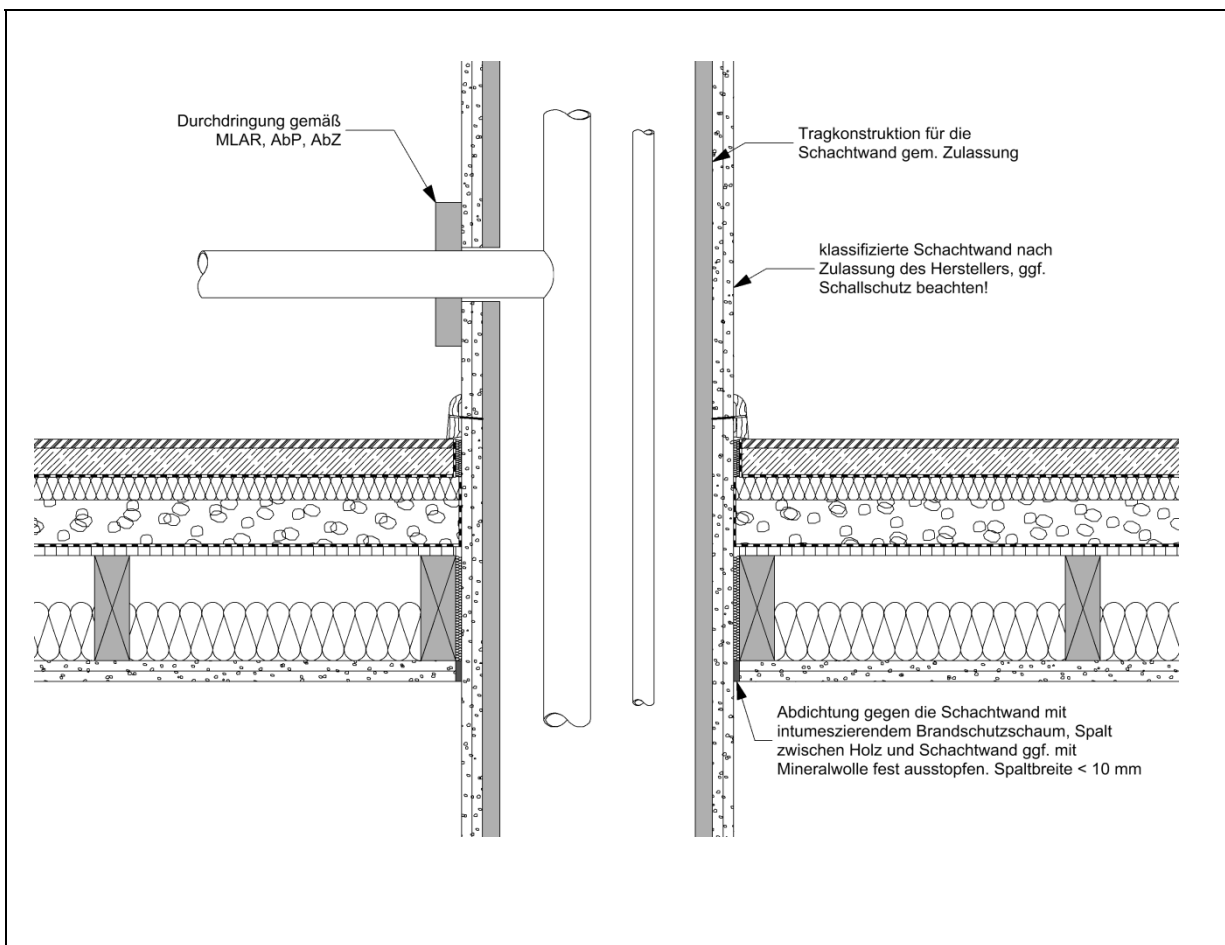 Durchdringung gemäß
MLAR, AbP, AbZ
Tragkonstruktion für die
Schachtwand gem. Zulassung
klassifizierte Schachtwand nach
Zulassung des Herstellers, ggf.
Schallschutz beachten!
Abdichtung gegen die Schachtwand mit
intumeszierendem Brandschutzschaum, Spalt
zwischen Holz und Schachtwand ggf. mit
Mineralwolle fest ausstopfen. Spaltbreite < 10 mm